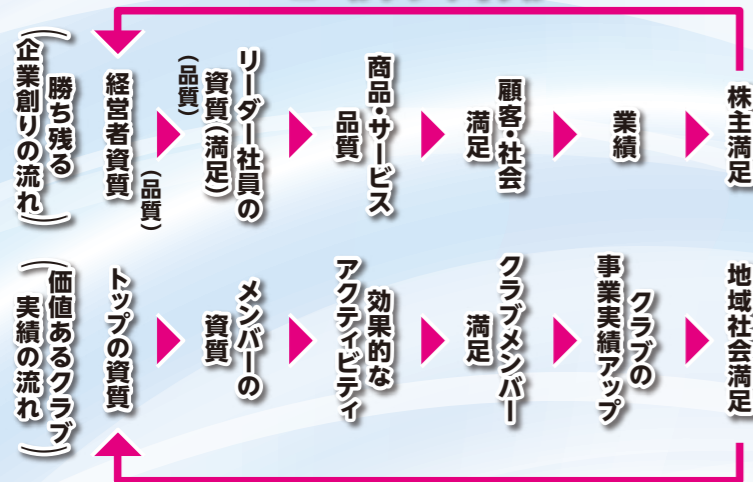 （勝ち残る
企業創りの流れ）
経営者資質
（品質）
リーダー社員の
資質（満足）
（品質）
商品・サービス
品質
顧客・社会
満足
業績
株主満足
（価値あるクラブ
実績の流れ）
トップの資質
メンバーの
資質
効果的な
アクティビティ
クラブメンバー
満足
クラブの
事業実績アップ
地域社会満足